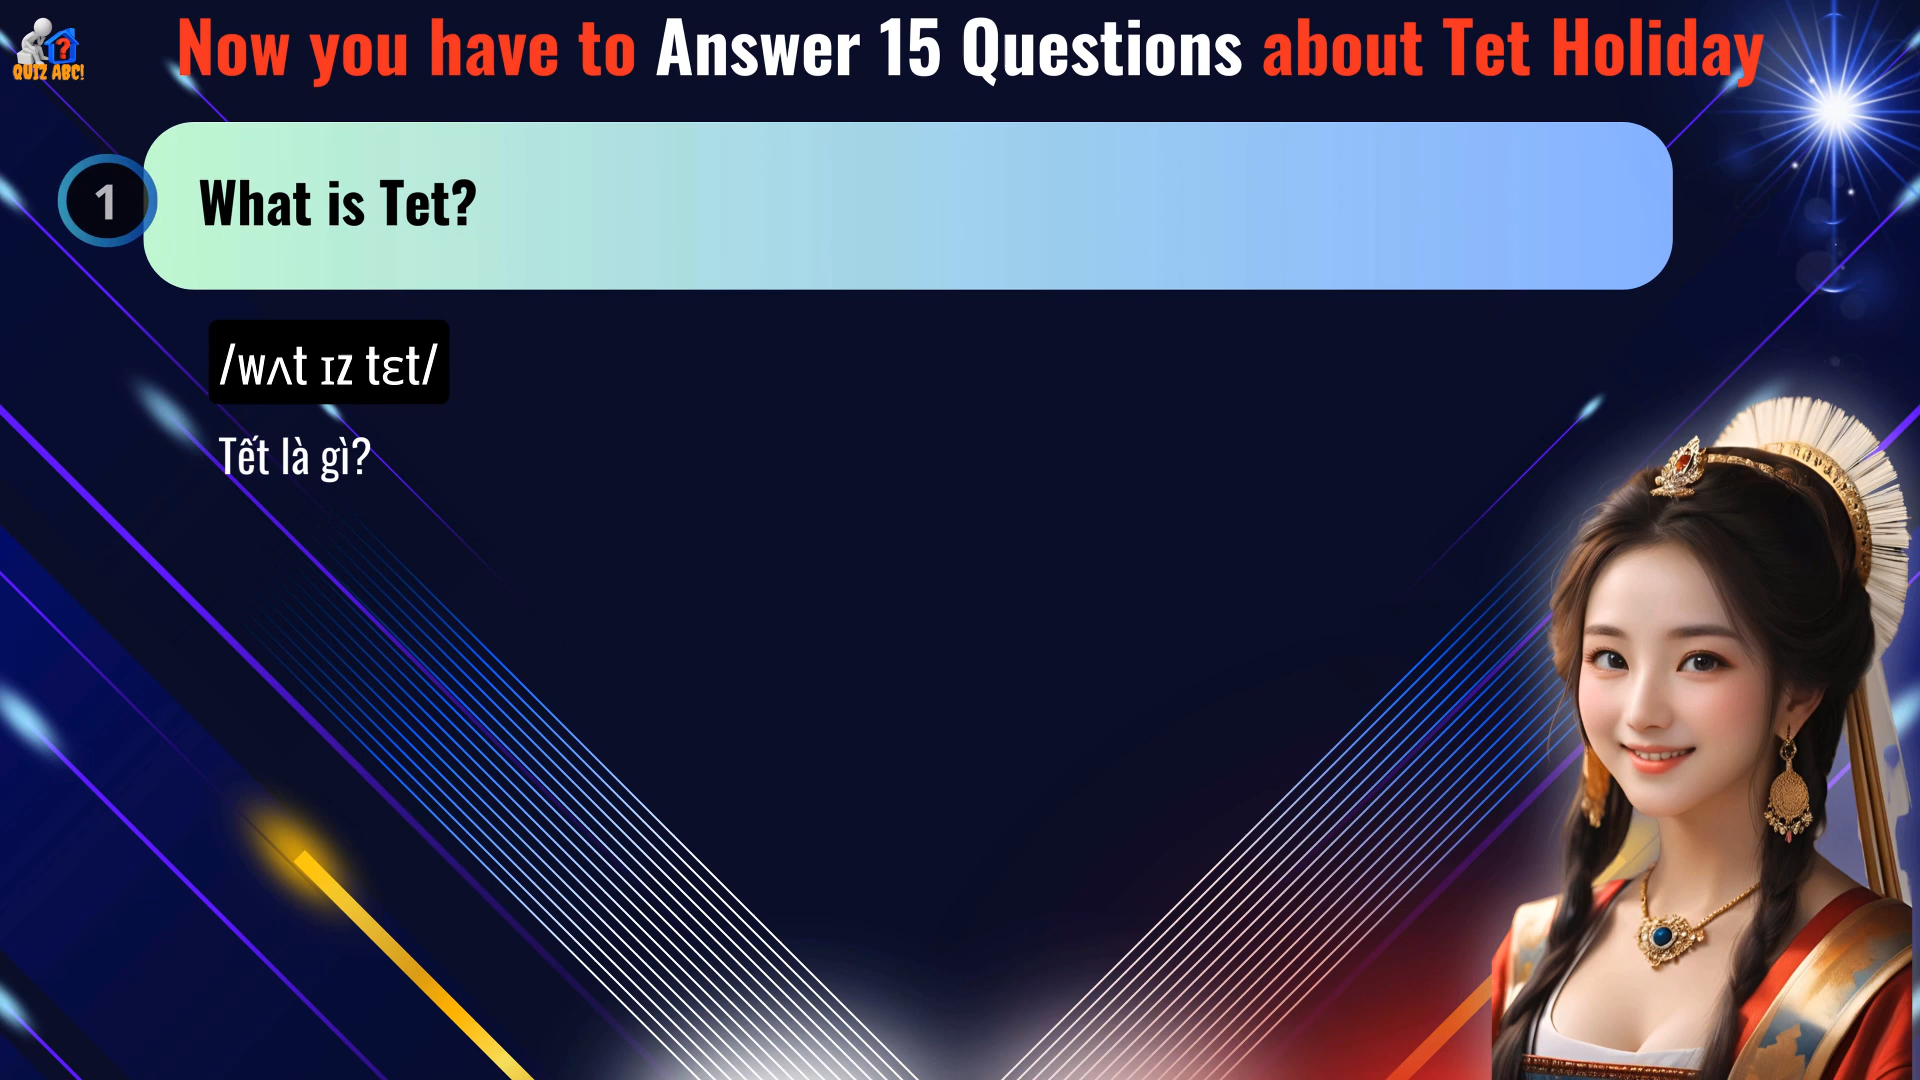 QUIZ ABC!
Now you have to Answer 15 Questions about Tet Holiday
1
What is Tet?
/wʌt ɪz tɛt/
Tết là gì?